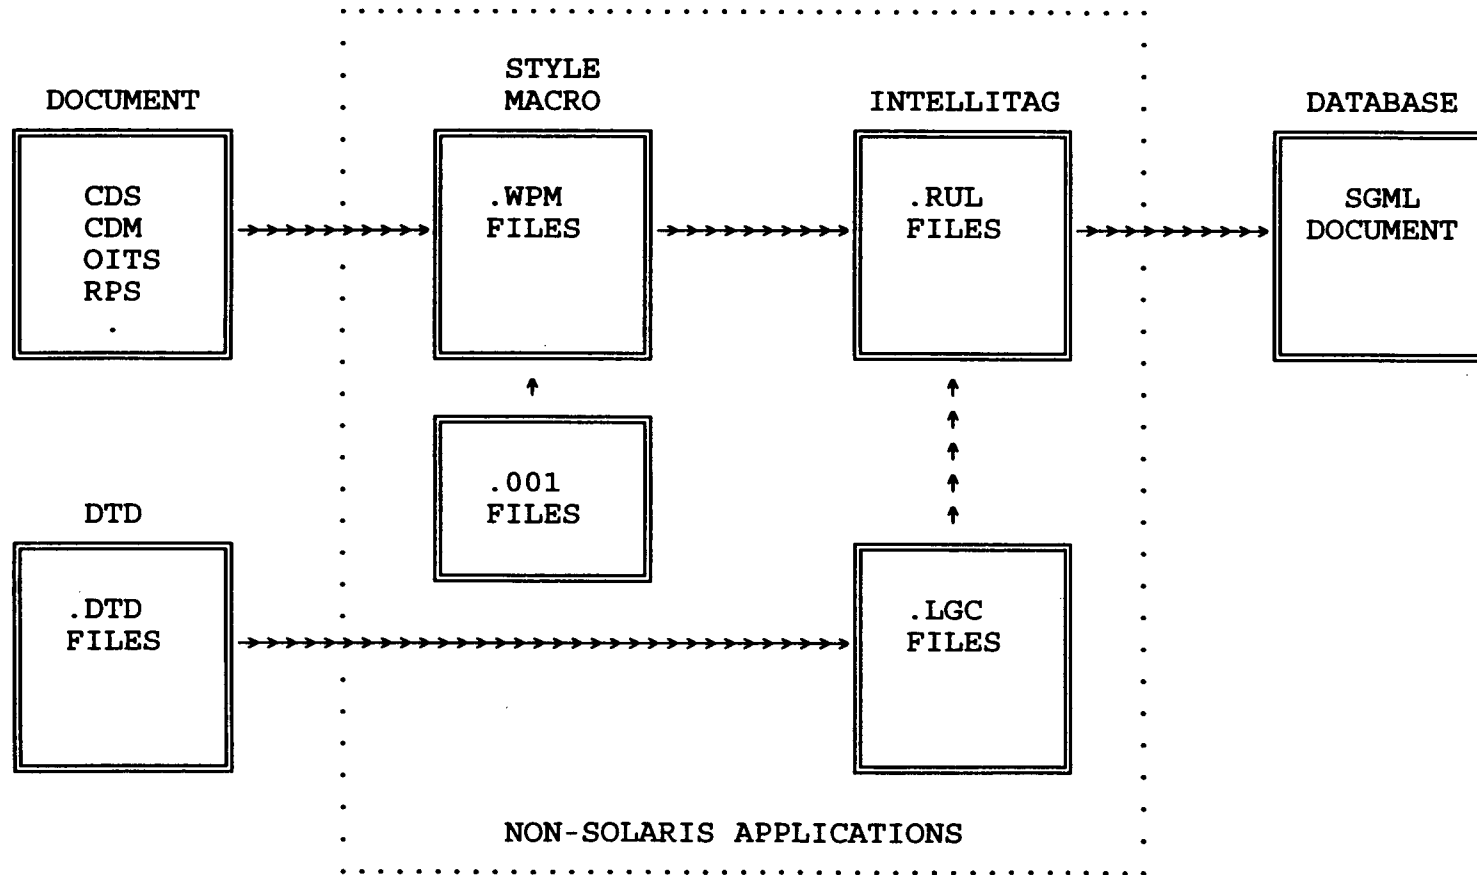 STYLE
MACRO
DOCUMENT
INTELLITAG
DATABASE
CDS
CDM
OITS
RPS
.
.WPM
FILES
.RUL
FILES
SGML
DOCUMENT
.001
FILES
DTD
.DTD
FILES
.LGC
FILES
NON-SOLARIS APPLICATIONS